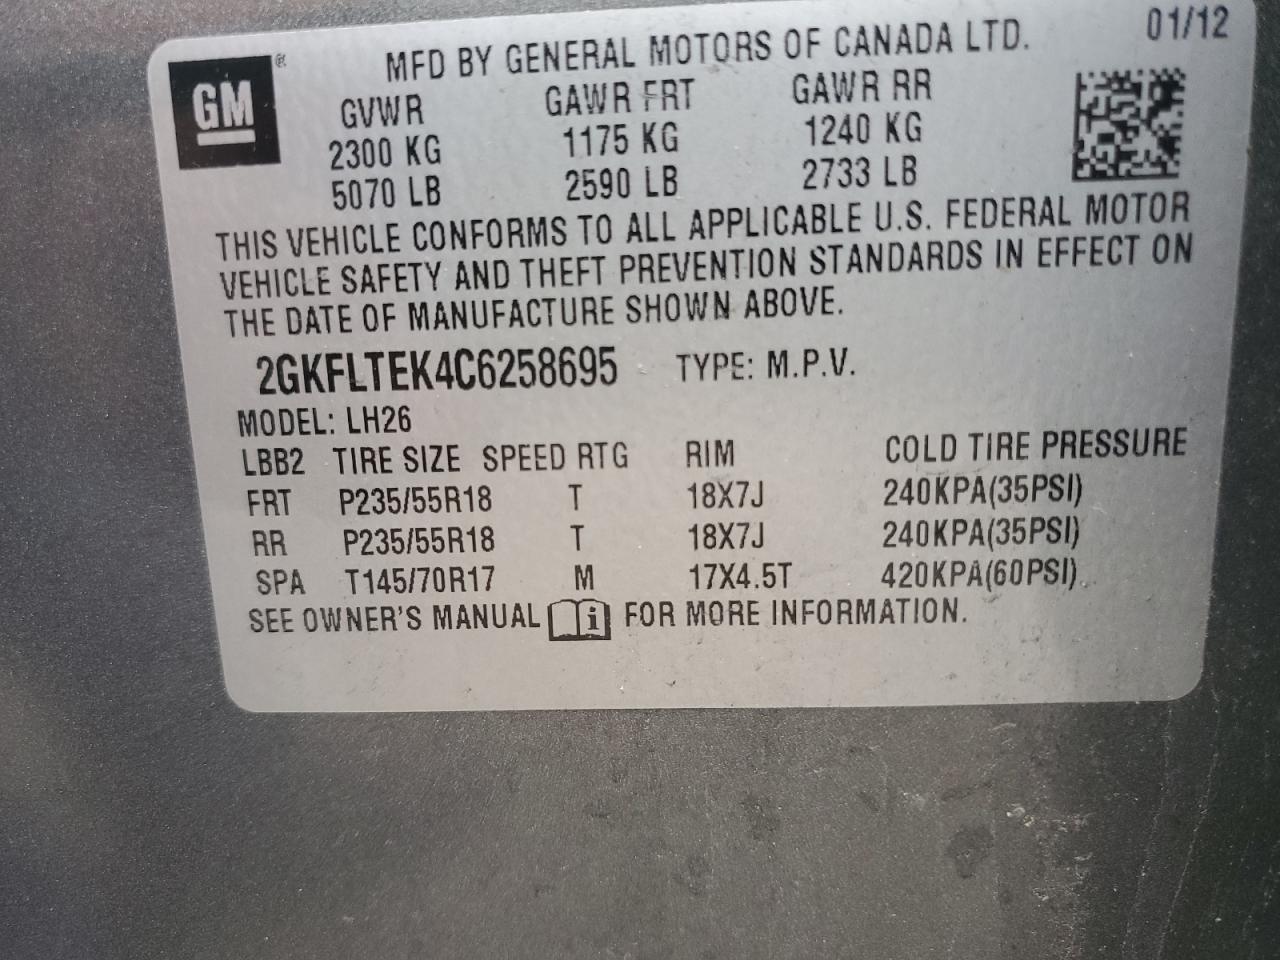 01/12
GM ®
MFD BY GENERAL MOTORS OF CANADA LTD.
GVWR GAWR FRT GAWR RR
2300 KG 1175 KG 1240 KG
5070 LB 2590 LB 2733 LB
THIS VEHICLE CONFORMS TO ALL APPLICABLE U.S. FEDERAL MOTOR
VEHICLE SAFETY AND THEFT PREVENTION STANDARDS IN EFFECT ON
THE DATE OF MANUFACTURE SHOWN ABOVE.
2GKFLTEK4C6258695 TYPE: M.P.V.
MODEL: LH26
LBB2 TIRE SIZE SPEED RTG RIM COLD TIRE PRESSURE
FRT P235/55R18 T 18X7J 240KPA(35PSI)
RR P235/55R18 T 18X7J 240KPA(35PSI)
SPA T145/70R17 M 17X4.5T 420KPA(60PSI)
SEE OWNER'S MANUAL i FOR MORE INFORMATION.